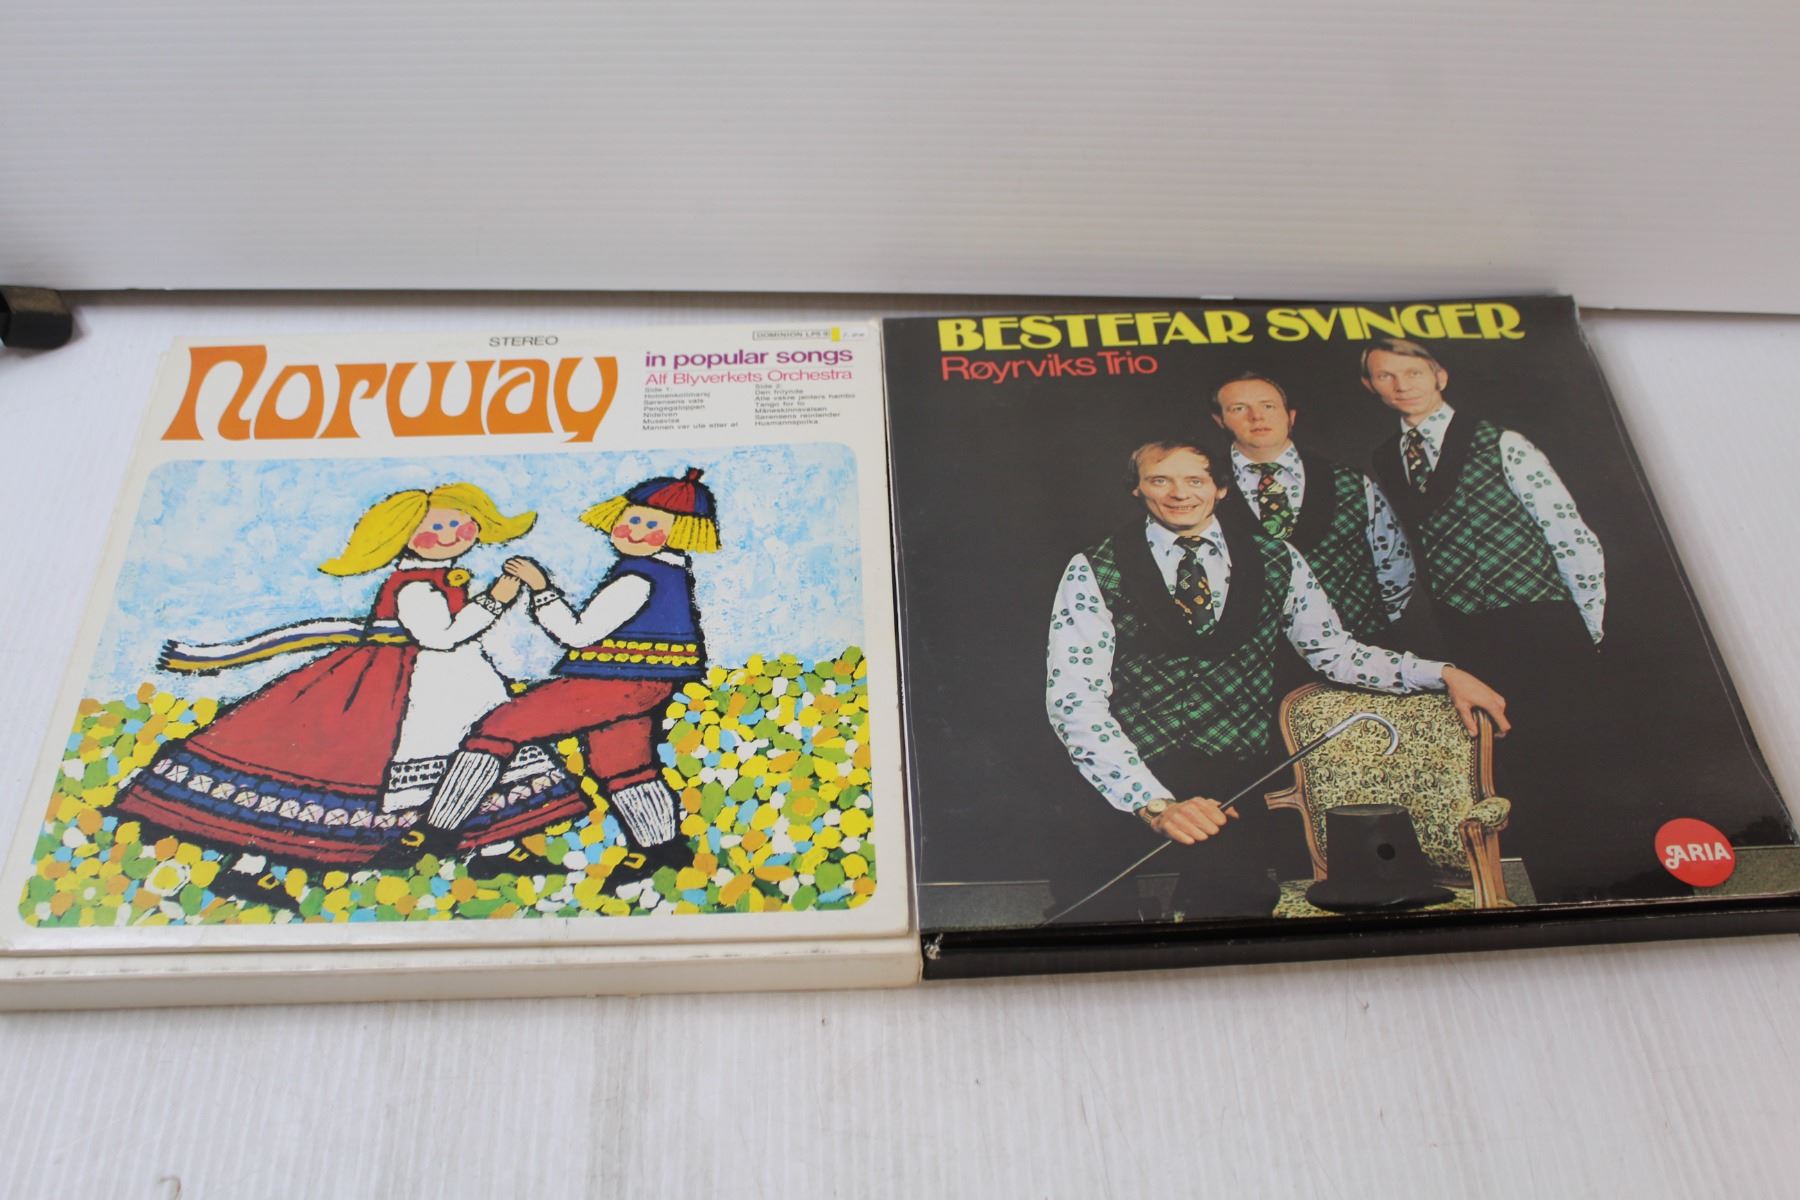 STEREO
DOMINION LPS
Norway
in popular songs
Alf Blyverkets Orchestra
Side 1:
Holmenkollmarsj
Sørensens vals
Pengegaloppen
Nidelven
Musevisa
Mannen var ute etter øl
Side 2:
Den frilynde
Alle vakre jenters hambo
Tango for to
Måneskinnsvalsen
Sørensens reinlender
Husmannspolka
BESTEFAR SVINGER
Røyrviks Trio
ARIA